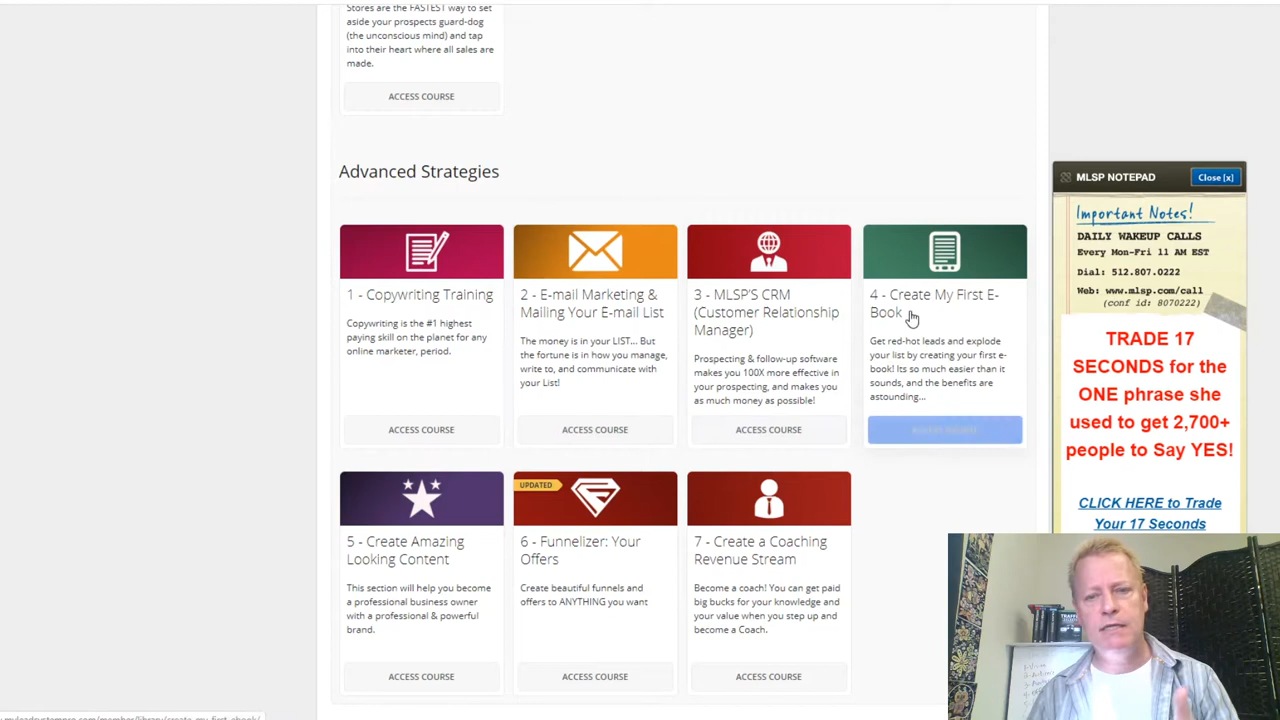 Stores are the FASTEST way to set
aside your prospects guard-dog
(the unconscious mind) and tap
into their heart where all sales are
made.
ACCESS COURSE
Advanced Strategies
1 - Copywriting Training
Copywriting is the #1 highest
paying skill on the planet for any
online marketer, period.
ACCESS COURSE
2 - E-mail Marketing &
Mailing Your E-mail List
The money is in your LIST... But
the fortune is in how you manage,
write to, and communicate with
your List!
ACCESS COURSE
3 - MLSP'S CRM
(Customer Relationship
Manager)
Prospecting & follow-up software
makes you 100X more effective in
your prospecting, and makes you
as much money as possible!
ACCESS COURSE
4 - Create My First E-
Book
Get red-hot leads and explode
your list by creating your first e-
book! Its so much easier than it
sounds, and the benefits are
astounding...
ACCESS COURSE
5 - Create Amazing
Looking Content
This section will help you become
a professional business owner
with a professional & powerful
brand.
ACCESS COURSE
UPDATED
6 - Funnelizer: Your
Offers
Create beautiful funnels and
offers to ANYTHING you want
ACCESS COURSE
7 - Create a Coaching
Revenue Stream
Become a coach! You can get paid
big bucks for your knowledge and
your value when you step up and
become a Coach.
ACCESS COURSE
MLSP NOTEPAD
Close [x]
Important Notes!
DAILY WAKEUP CALLS
Every Mon-Fri 11 AM EST
Dial: 512.807.0222
Web: www.mlsp.com/call
(conf id: 8070222)
TRADE 17
SECONDS for the
ONE phrase she
used to get 2,700+
people to Say YES!
CLICK HERE to Trade
Your 17 Seconds